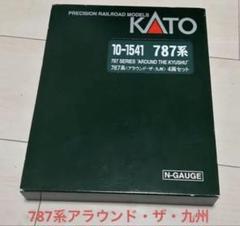 PRECISION RAILROAD MODELS
KATO
10-1541 787系
787 SERIES "AROUND THE KYUSHU"
787系〈アラウンド・ザ・九州〉4両セット
N-GAUGE
787系アラウンド・ザ・九州